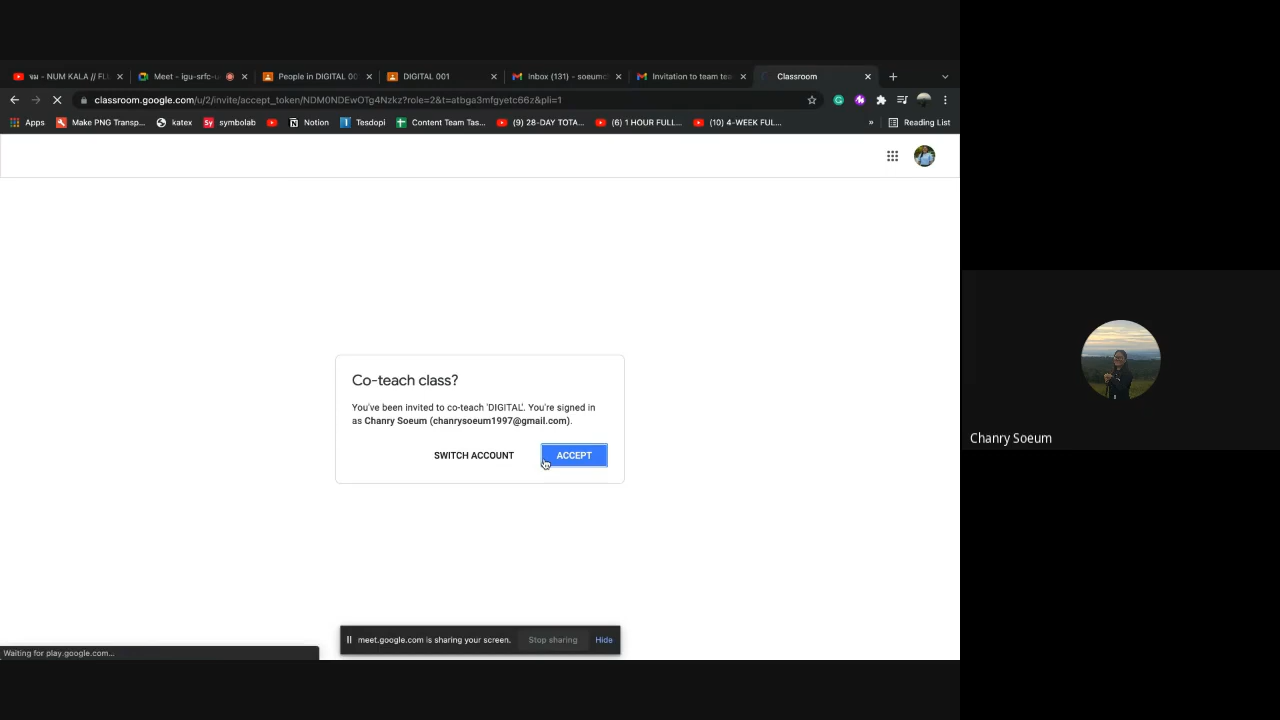 សម - NUM KALA // FL
Meet - igu-srfc-u
People in DIGITAL 00
DIGITAL 001
Inbox (131) - soeumc
Invitation to team tea
Classroom
classroom.google.com/u/2/invite/accept_token/NDM0NDEwOTg4Nzkz?role=2&t=atbga3mfgyetc66z&pli=1
Apps
Make PNG Transp...
katex
Sy symbolab
Notion
Tesdopi
Content Team Tas...
(9) 28-DAY TOTA...
(6) 1 HOUR FULL...
(10) 4-WEEK FUL...
»
Reading List
Co-teach class?
You've been invited to co-teach 'DIGITAL'. You're signed in
as Chanry Soeum (chanrysoeum1997@gmail.com).
SWITCH ACCOUNT
ACCEPT
Chanry Soeum
meet.google.com is sharing your screen.
Stop sharing
Hide
Waiting for play.google.com...